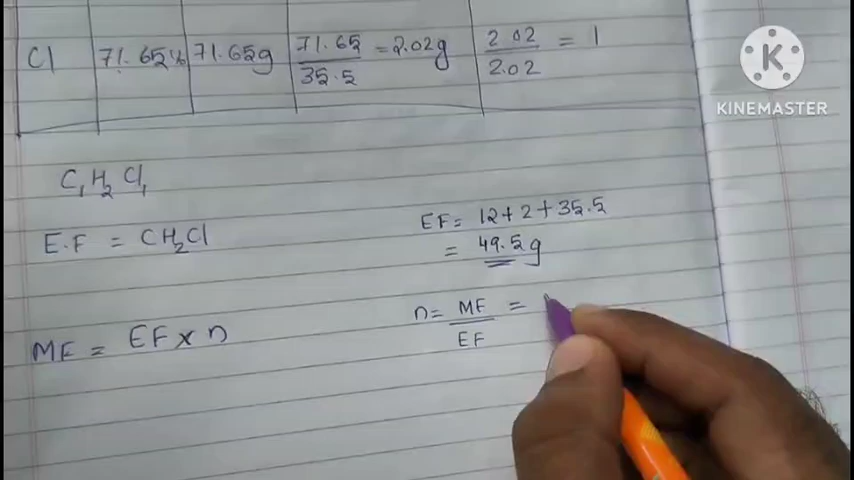 Cl 71.65% 71.65g 71.65/35.5 = 2.02g 2.02/2.02 = 1
K
KINEMASTER
C₁H₂Cl₁
E.F = CH₂Cl
EF = 12+2+35.5
= 49.5g
MF = EF × n
n = MF/EF =